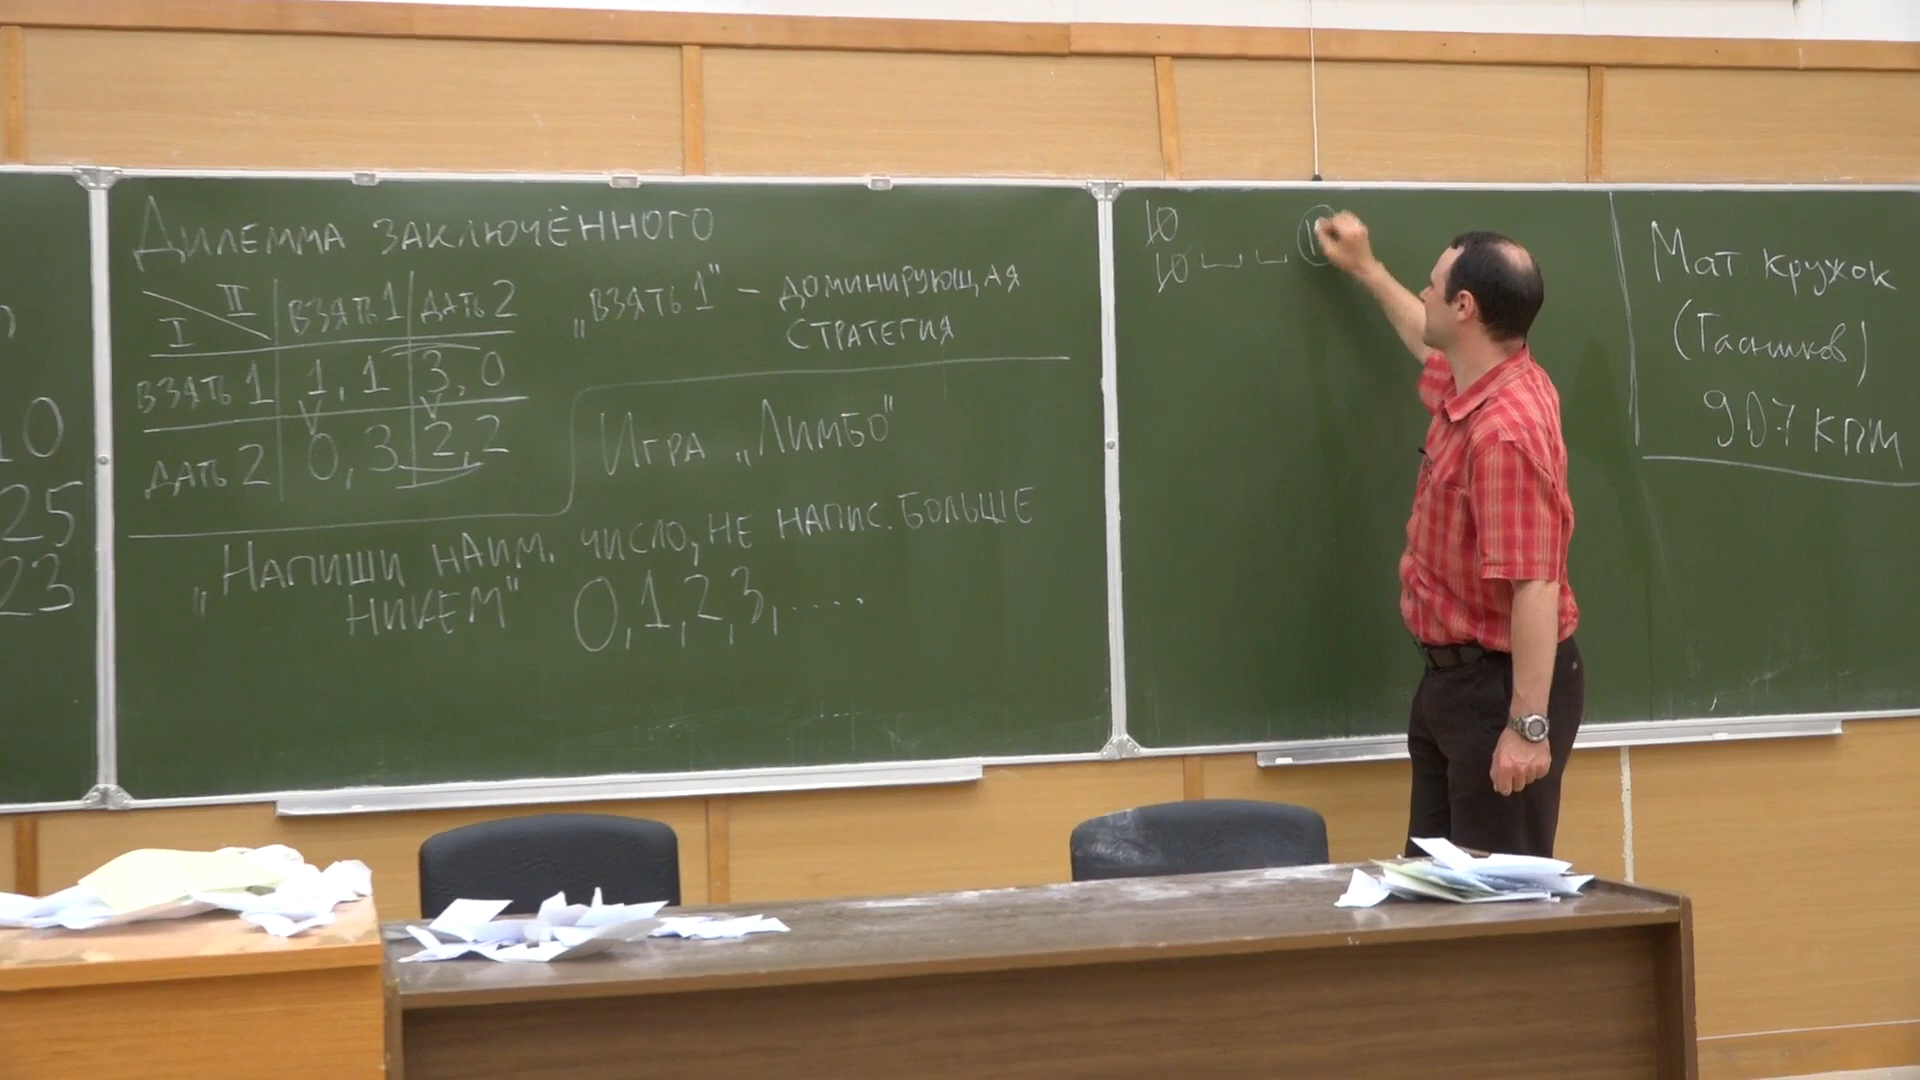 10
25
23
Дилемма заключённого
II взять 1 дать 2
I
взять 1 1, 1 3, 0
дать 2 0, 3 2, 2
„взять 1" – доминирующая
стратегия
Игра „Лимбо"
„Напиши наим. число, не напис. больше
никем" 0, 1, 2, 3, ....
10
10
Мат. кружок
(Гасников)
907 КПМ